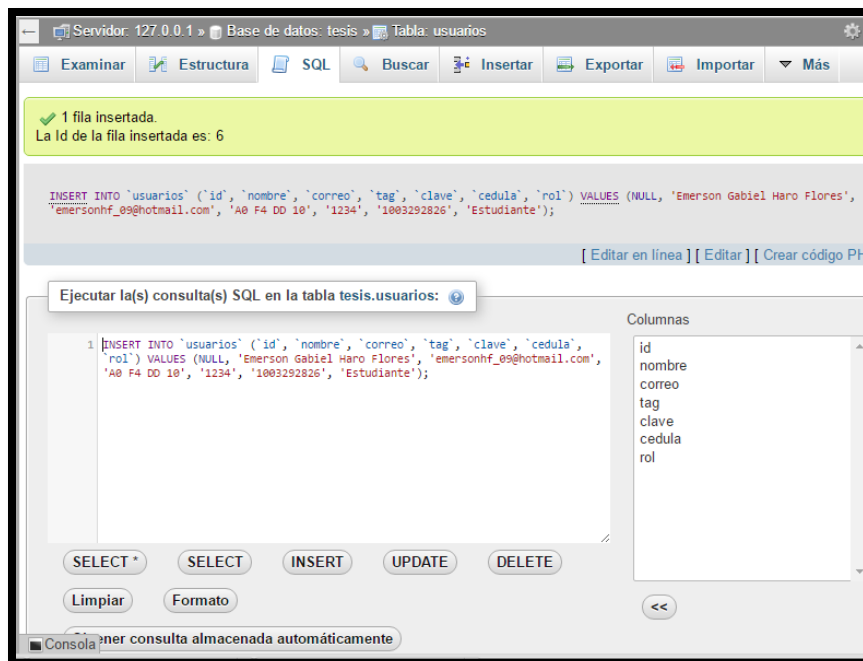 Servidor: 127.0.0.1 » Base de datos: tesis » Tabla: usuarios
Examinar Estructura SQL Buscar Insertar Exportar Importar Más
1 fila insertada.
La Id de la fila insertada es: 6
INSERT INTO `usuarios` (`id`, `nombre`, `correo`, `tag`, `clave`, `cedula`, `rol`) VALUES (NULL, 'Emerson Gabiel Haro Flores',
'emersonhf_09@hotmail.com', 'A0 F4 DD 10', '1234', '1003292826', 'Estudiante');
[ Editar en línea ] [ Editar ] [ Crear código PH
Ejecutar la(s) consulta(s) SQL en la tabla tesis.usuarios:
Columnas
1 INSERT INTO `usuarios` (`id`, `nombre`, `correo`, `tag`, `clave`, `cedula`,
`rol`) VALUES (NULL, 'Emerson Gabiel Haro Flores', 'emersonhf_09@hotmail.com',
'A0 F4 DD 10', '1234', '1003292826', 'Estudiante');
id
nombre
correo
tag
clave
cedula
rol
SELECT * SELECT INSERT UPDATE DELETE
Limpiar Formato
<<
ener consulta almacenada automáticamente
Consola